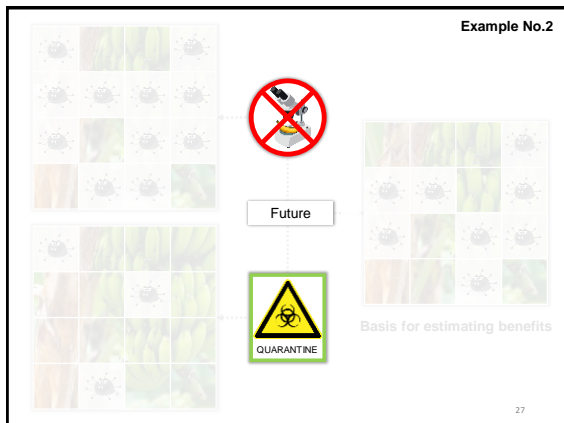 Example No.2
Future
Basis for estimating benefits
QUARANTINE
27